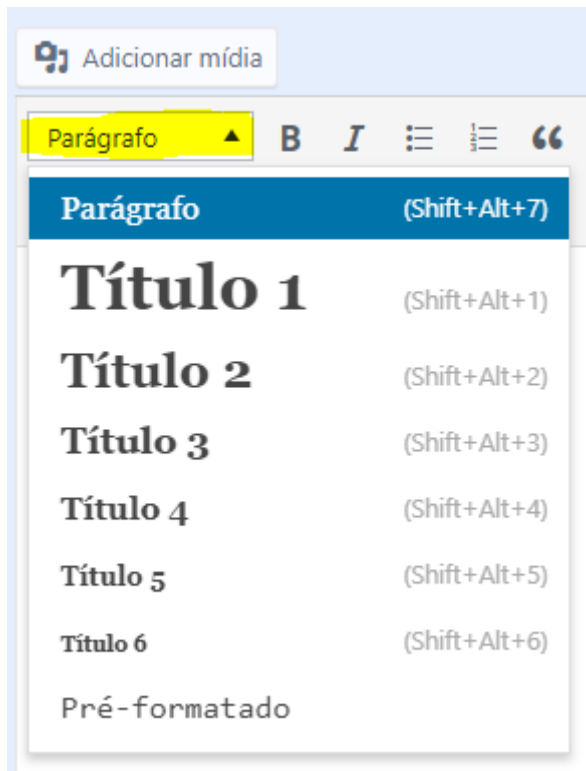 Adicionar mídia
Parágrafo B I
Parágrafo (Shift+Alt+7)
Título 1 (Shift+Alt+1)
Título 2 (Shift+Alt+2)
Título 3 (Shift+Alt+3)
Título 4 (Shift+Alt+4)
Título 5 (Shift+Alt+5)
Título 6 (Shift+Alt+6)
Pré-formatado